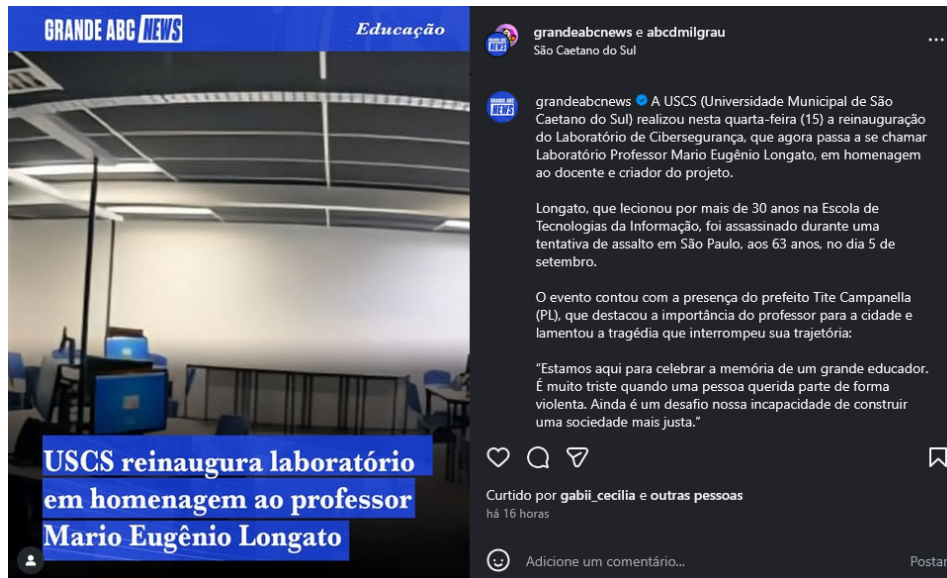 GRANDE ABC NEWS
Educação
USCS reinaugura laboratório
em homenagem ao professor
Mario Eugênio Longato
grandeabcnews e abcdmilgrau
São Caetano do Sul
grandeabcnews A USCS (Universidade Municipal de São
Caetano do Sul) realizou nesta quarta-feira (15) a reinauguração
do Laboratório de Cibersegurança, que agora passa a se chamar
Laboratório Professor Mario Eugênio Longato, em homenagem
ao docente e criador do projeto.
Longato, que lecionou por mais de 30 anos na Escola de
Tecnologias da Informação, foi assassinado durante uma
tentativa de assalto em São Paulo, aos 63 anos, no dia 5 de
setembro.
O evento contou com a presença do prefeito Tite Campanella
(PL), que destacou a importância do professor para a cidade e
lamentou a tragédia que interrompeu sua trajetória:
“Estamos aqui para celebrar a memória de um grande educador.
É muito triste quando uma pessoa querida parte de forma
violenta. Ainda é um desafio nossa incapacidade de construir
uma sociedade mais justa.”
Curtido por gabii_cecilia e outras pessoas
há 16 horas
Adicione um comentário...
Postar